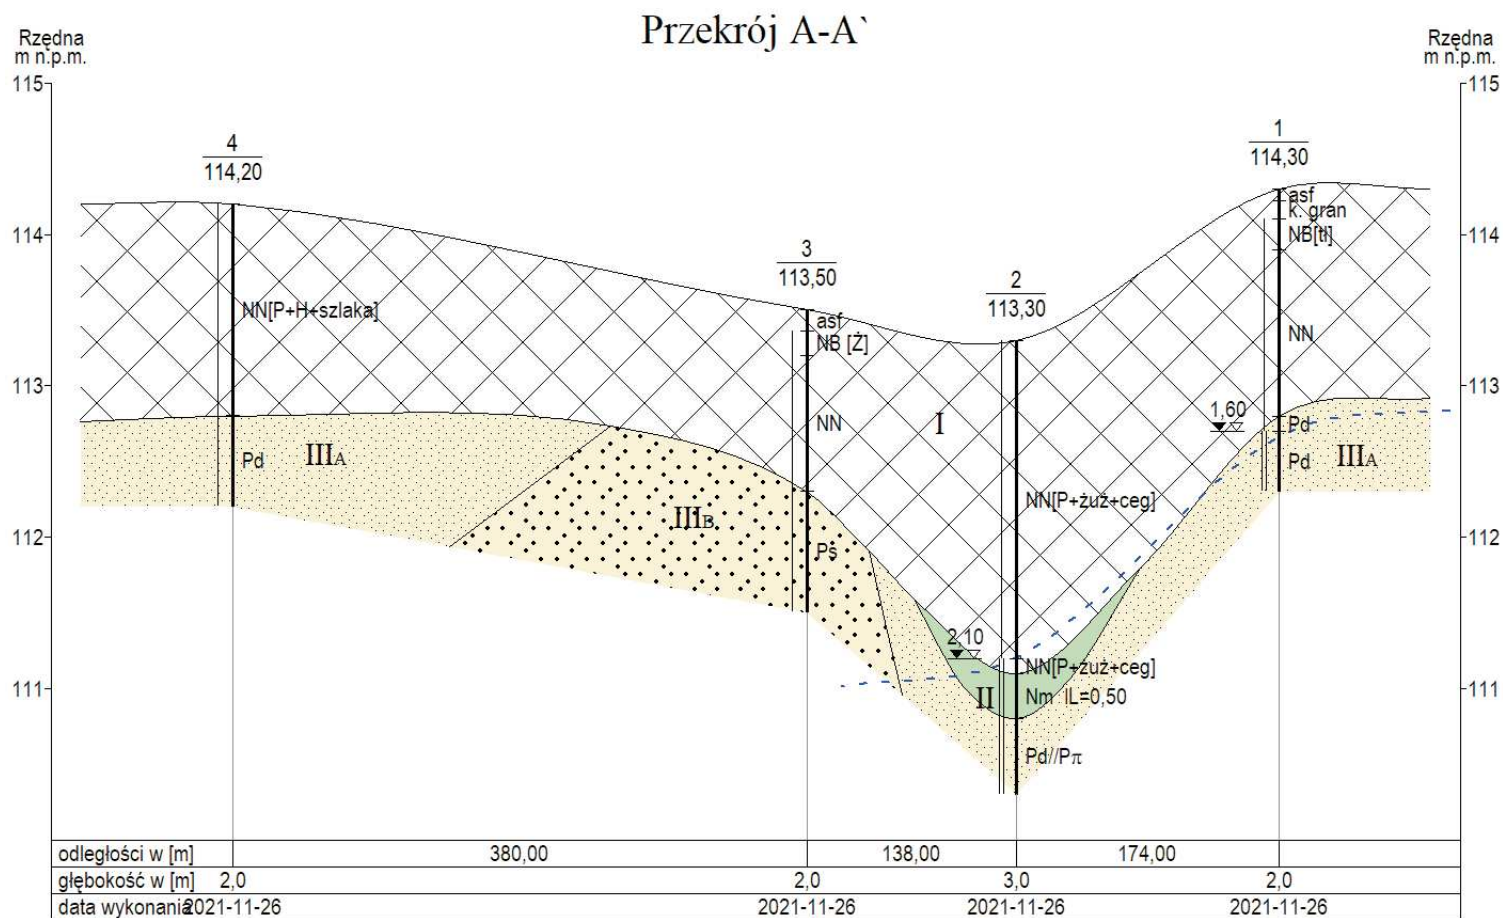 Przekrój A-A`
Rzędna
m n.p.m.
Rzędna
m n.p.m.
115
115
1
114,30
4
114,20
asf
k. gran
114
NB[tł]
114
3
113,50
2
113,30
NN[P+H+szlaka]
asf
NB [Ż]
NN
113
113
1,60
I
NN
Pd
Pd
IIIA
Pd
IIIA
IIIB
NN[P+żuż+ceg]
112
112
Ps
2,10
NN[P+żuż+ceg]
111
II
Nm IL=0,50
111
Pd//Pπ
odległości w [m] 380,00 138,00 174,00
głębokość w [m] 2,0 2,0 3,0 2,0
data wykonania 2021-11-26 2021-11-26 2021-11-26 2021-11-26